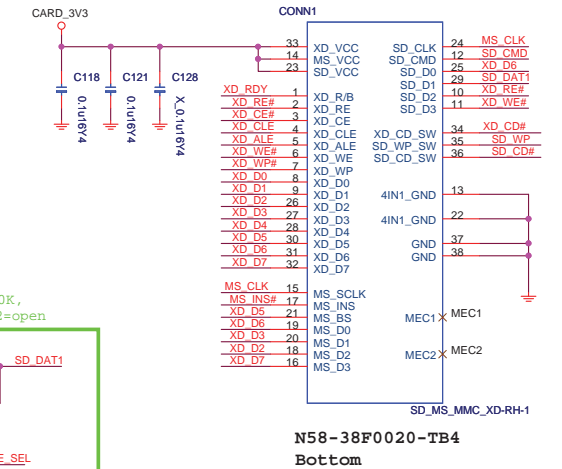 CARD_3V3
CONN1
C118
C121
C128
0.1u16Y4
0.1u16Y4
X_0.1u16Y4
33 XD_VCC
14 MS_VCC
23 SD_VCC
XD_RDY 1 XD_R/B
XD_RE# 2 XD_RE
XD_CE# 3 XD_CE
XD_CLE 4 XD_CLE
XD_ALE 5 XD_ALE
XD_WE# 6 XD_WE
XD_WP# 7 XD_WP
XD_D0 8 XD_D0
XD_D1 9 XD_D1
XD_D2 26 XD_D2
XD_D3 27 XD_D3
XD_D4 28 XD_D4
XD_D5 30 XD_D5
XD_D6 31 XD_D6
XD_D7 32 XD_D7
MS_CLK 15 MS_SCLK
MS_INS# 17 MS_INS
XD_D5 21 MS_BS
XD_D6 19 MS_D0
XD_D3 20 MS_D1
XD_D2 18 MS_D2
XD_D7 16 MS_D3
SD_CLK 24 MS_CLK
SD_CMD 12 SD_CMD
SD_D0 25 XD_D6
SD_D1 29 SD_DAT1
SD_D2 10 XD_RE#
SD_D3 11 XD_WE#
XD_CD_SW 34 XD_CD#
SD_WP_SW 35 SD_WP
SD_CD_SW 36 SD_CD#
4IN1_GND 13
4IN1_GND 22
GND 37
GND 38
MEC1 MEC1
MEC2 MEC2
SD_MS_MMC_XD-RH-1
N58-38F0020-TB4
Bottom
0K,
2=open
SD_DAT1
E_SEL